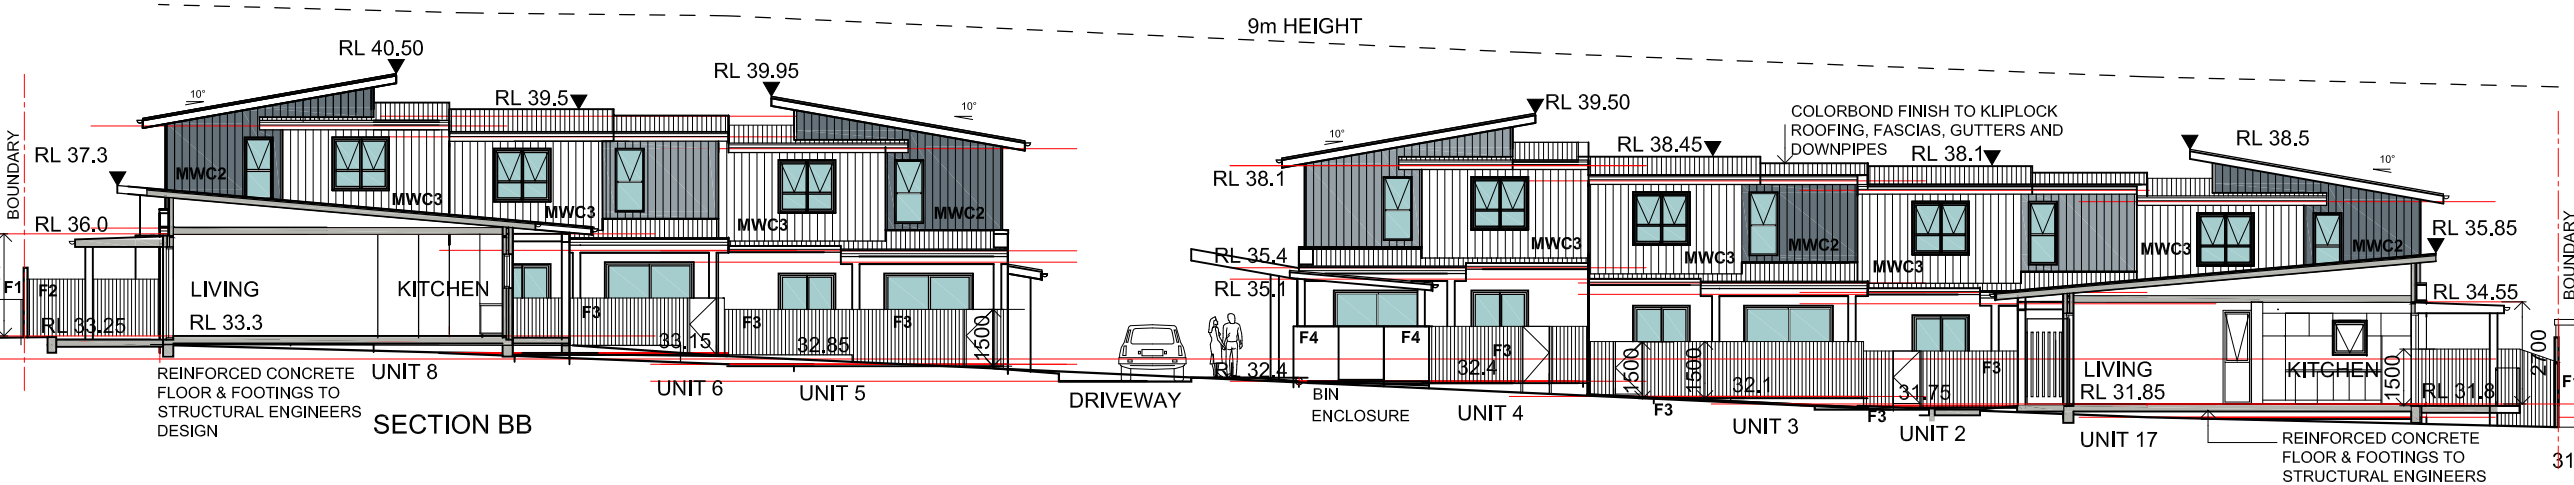 9m HEIGHT
RL 40.50
RL 39.95
RL 39.5
10°
10°
RL 39.50
COLORBOND FINISH TO KLIPLOCK
ROOFING, FASCIAS, GUTTERS AND
DOWNPIPES
RL 38.45
RL 38.1
RL 38.5
10°
10°
BOUNDARY
RL 37.3
RL 36.0
MWC2
MWC3
MWC3
MWC3
MWC2
RL 38.1
RL 35.4
RL 35.1
MWC3
MWC3
MWC2
MWC3
MWC3
MWC2
RL 35.85
RL 34.55
BOUNDARY
F1
F2
LIVING
KITCHEN
RL 33.25
RL 33.3
F3
33.15
F3
32.85
F3
1500
RL 32.4
F4
F4
32.4
F3
1500
1500
32.1
31.75
F3
LIVING
RL 31.85
KITCHEN
1500
RL 31.8
2700
REINFORCED CONCRETE
FLOOR & FOOTINGS TO
STRUCTURAL ENGINEERS
DESIGN
UNIT 8
SECTION BB
UNIT 6
UNIT 5
DRIVEWAY
BIN
ENCLOSURE
UNIT 4
F3
UNIT 3
F3
UNIT 2
UNIT 17
REINFORCED CONCRETE
FLOOR & FOOTINGS TO
STRUCTURAL ENGINEERS